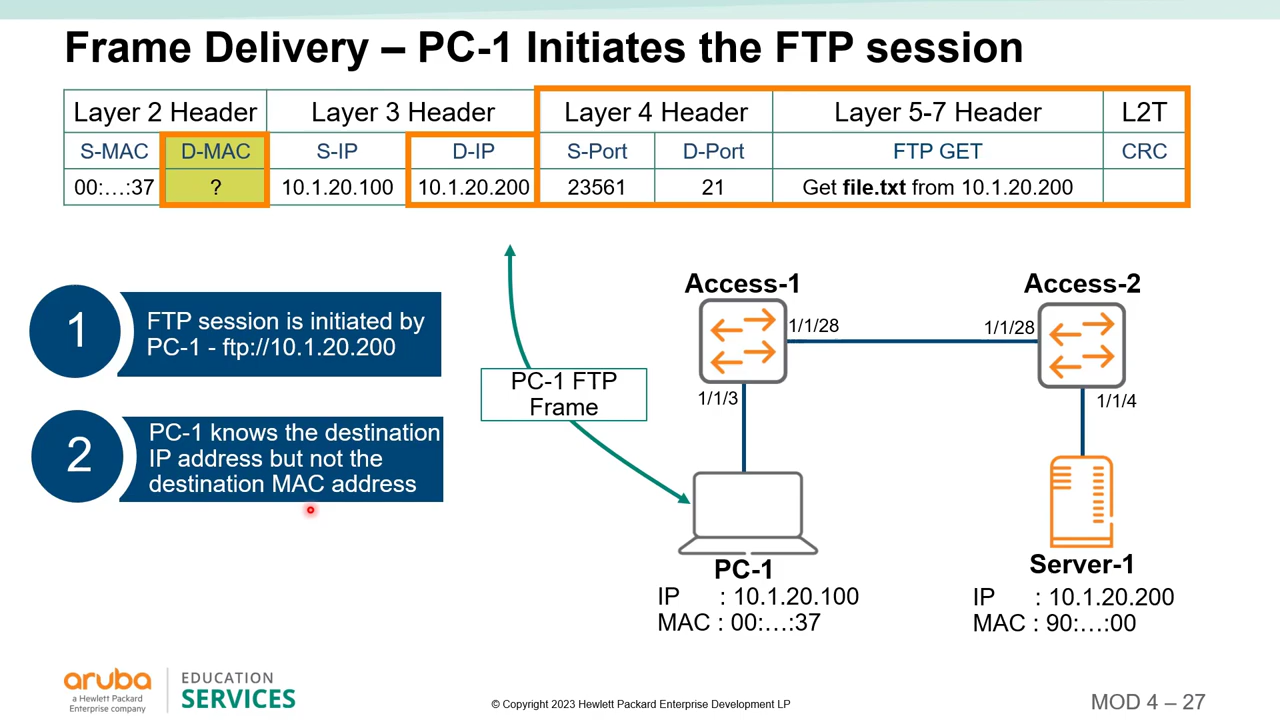 Frame Delivery – PC-1 Initiates the FTP session
Layer 2 Header Layer 3 Header Layer 4 Header Layer 5-7 Header L2T
S-MAC D-MAC S-IP D-IP S-Port D-Port FTP GET CRC
00:…:37 ? 10.1.20.100 10.1.20.200 23561 21 Get file.txt from 10.1.20.200
1
FTP session is initiated by
PC-1 - ftp://10.1.20.200
2
PC-1 knows the destination
IP address but not the
destination MAC address
PC-1 FTP
Frame
Access-1
Access-2
1/1/28
1/1/28
1/1/3
1/1/4
PC-1
IP : 10.1.20.100
MAC : 00:…:37
Server-1
IP : 10.1.20.200
MAC : 90:…:00
aruba
a Hewlett Packard
Enterprise company
EDUCATION
SERVICES
© Copyright 2023 Hewlett Packard Enterprise Development LP
MOD 4 – 27